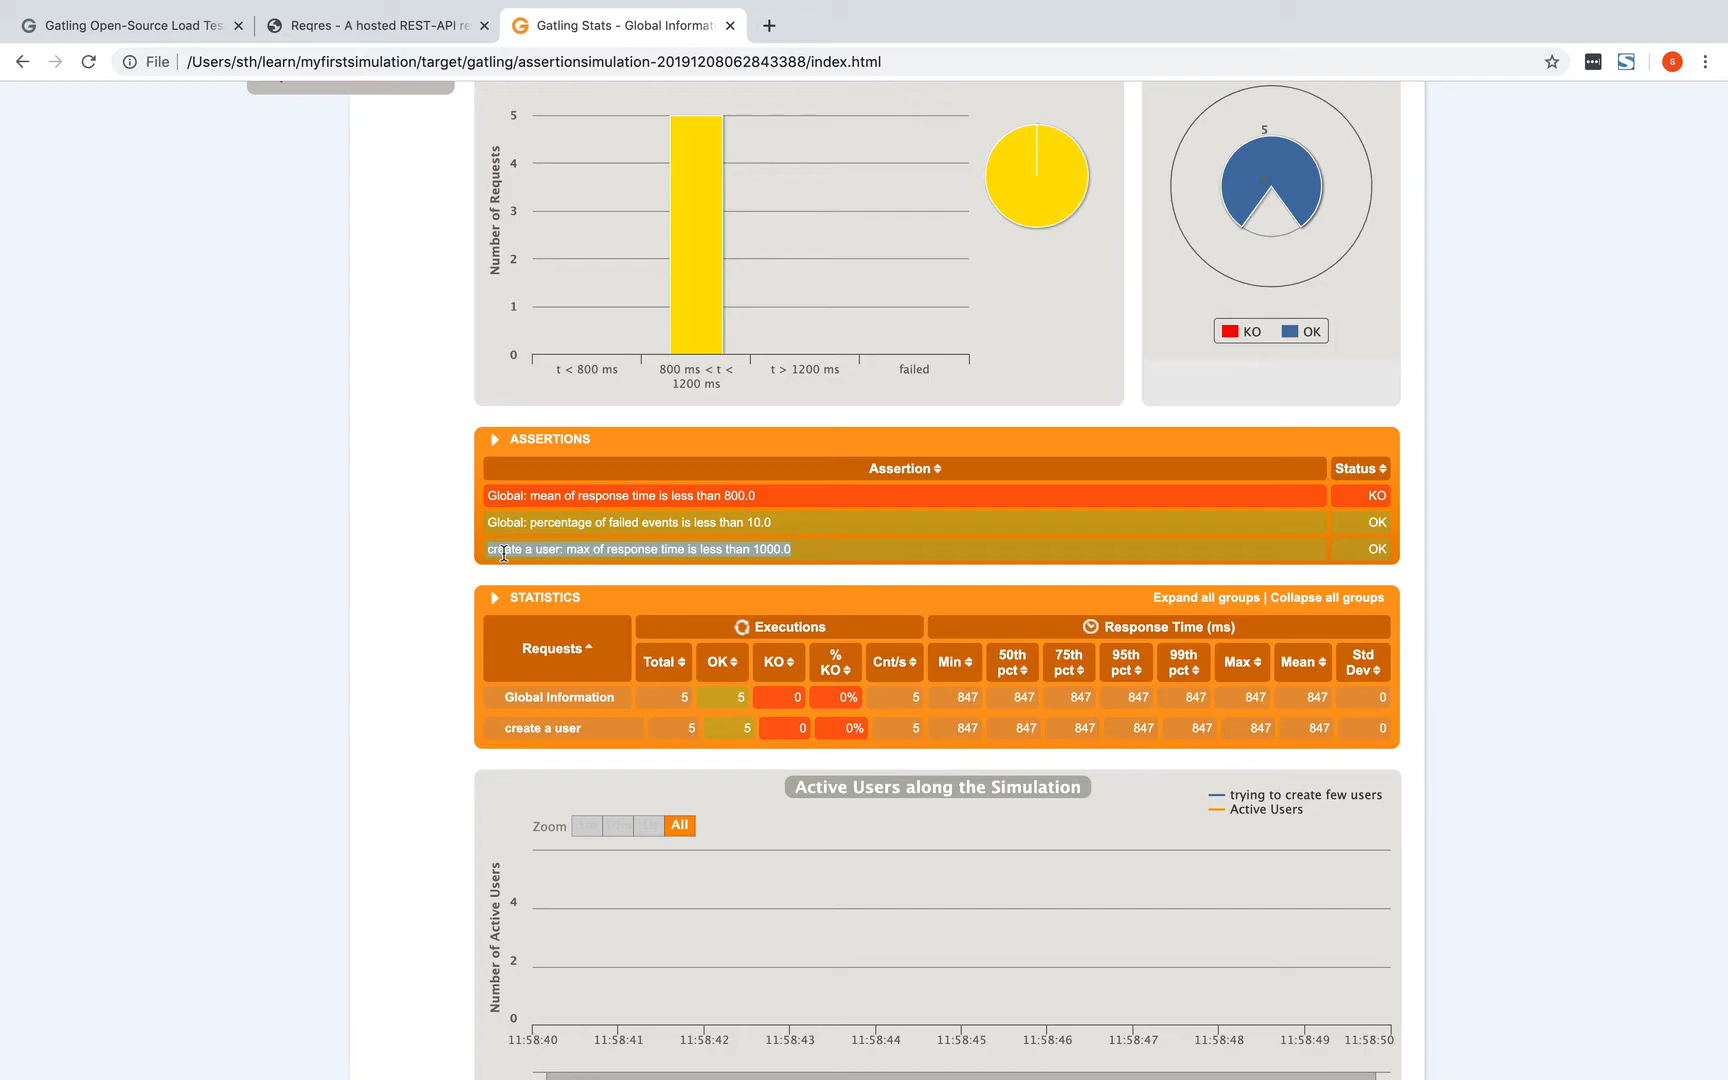 Gatling Open-Source Load Tes
Reqres - A hosted REST-API re
Gatling Stats - Global Informat
File
/Users/sth/learn/myfirstsimulation/target/gatling/assertionsimulation-20191208062843388/index.html
S
5
4
3
2
1
0
Number of Requests
t < 800 ms
800 ms < t <
1200 ms
t > 1200 ms
failed
5
KO OK
ASSERTIONS
Assertion Status
Global: mean of response time is less than 800.0 KO
Global: percentage of failed events is less than 10.0 OK
create a user: max of response time is less than 1000.0 OK
STATISTICS Expand all groups | Collapse all groups
Requests Executions Response Time (ms)
Total OK KO % KO Cnt/s Min 50th pct 75th pct 95th pct 99th pct Max Mean Std Dev
Global Information 5 5 0 0% 5 847 847 847 847 847 847 847 0
create a user 5 5 0 0% 5 847 847 847 847 847 847 847 0
Active Users along the Simulation
trying to create few users
Active Users
Zoom All
Number of Active Users
4
2
0
11:58:40 11:58:41 11:58:42 11:58:43 11:58:44 11:58:45 11:58:46 11:58:47 11:58:48 11:58:49 11:58:50